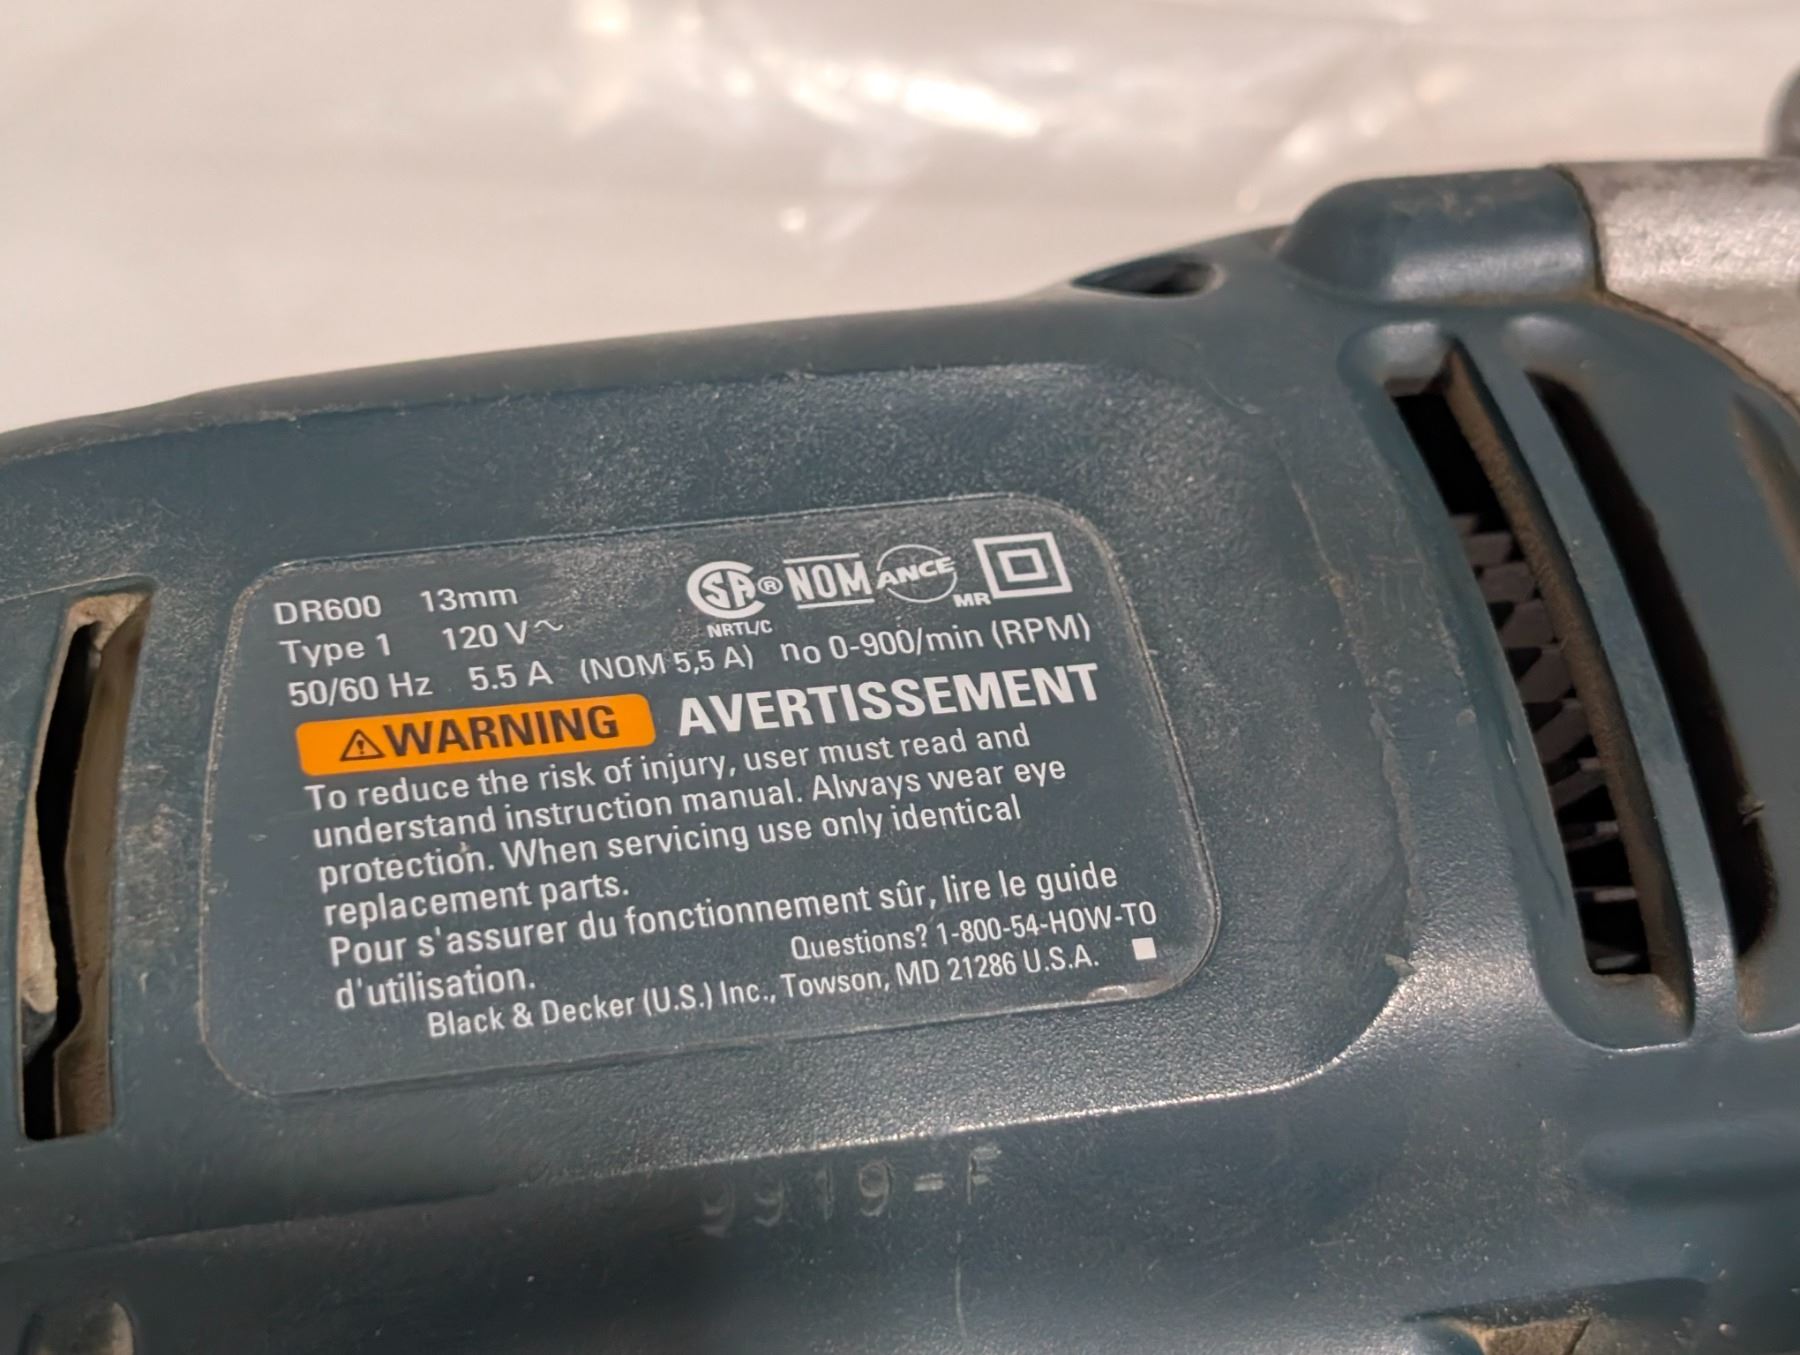 DR600 13mm
Type 1 120 V~
50/60 Hz 5.5 A (NOM 5,5 A) no 0-900/min (RPM)
SA® NOM ANCE MR
NRTL/C
⚠WARNING AVERTISSEMENT
To reduce the risk of injury, user must read and
understand instruction manual. Always wear eye
protection. When servicing use only identical
replacement parts.
Pour s'assurer du fonctionnement sûr, lire le guide
d'utilisation.
Questions? 1-800-54-HOW-TO
Black & Decker (U.S.) Inc., Towson, MD 21286 U.S.A.
9919-F